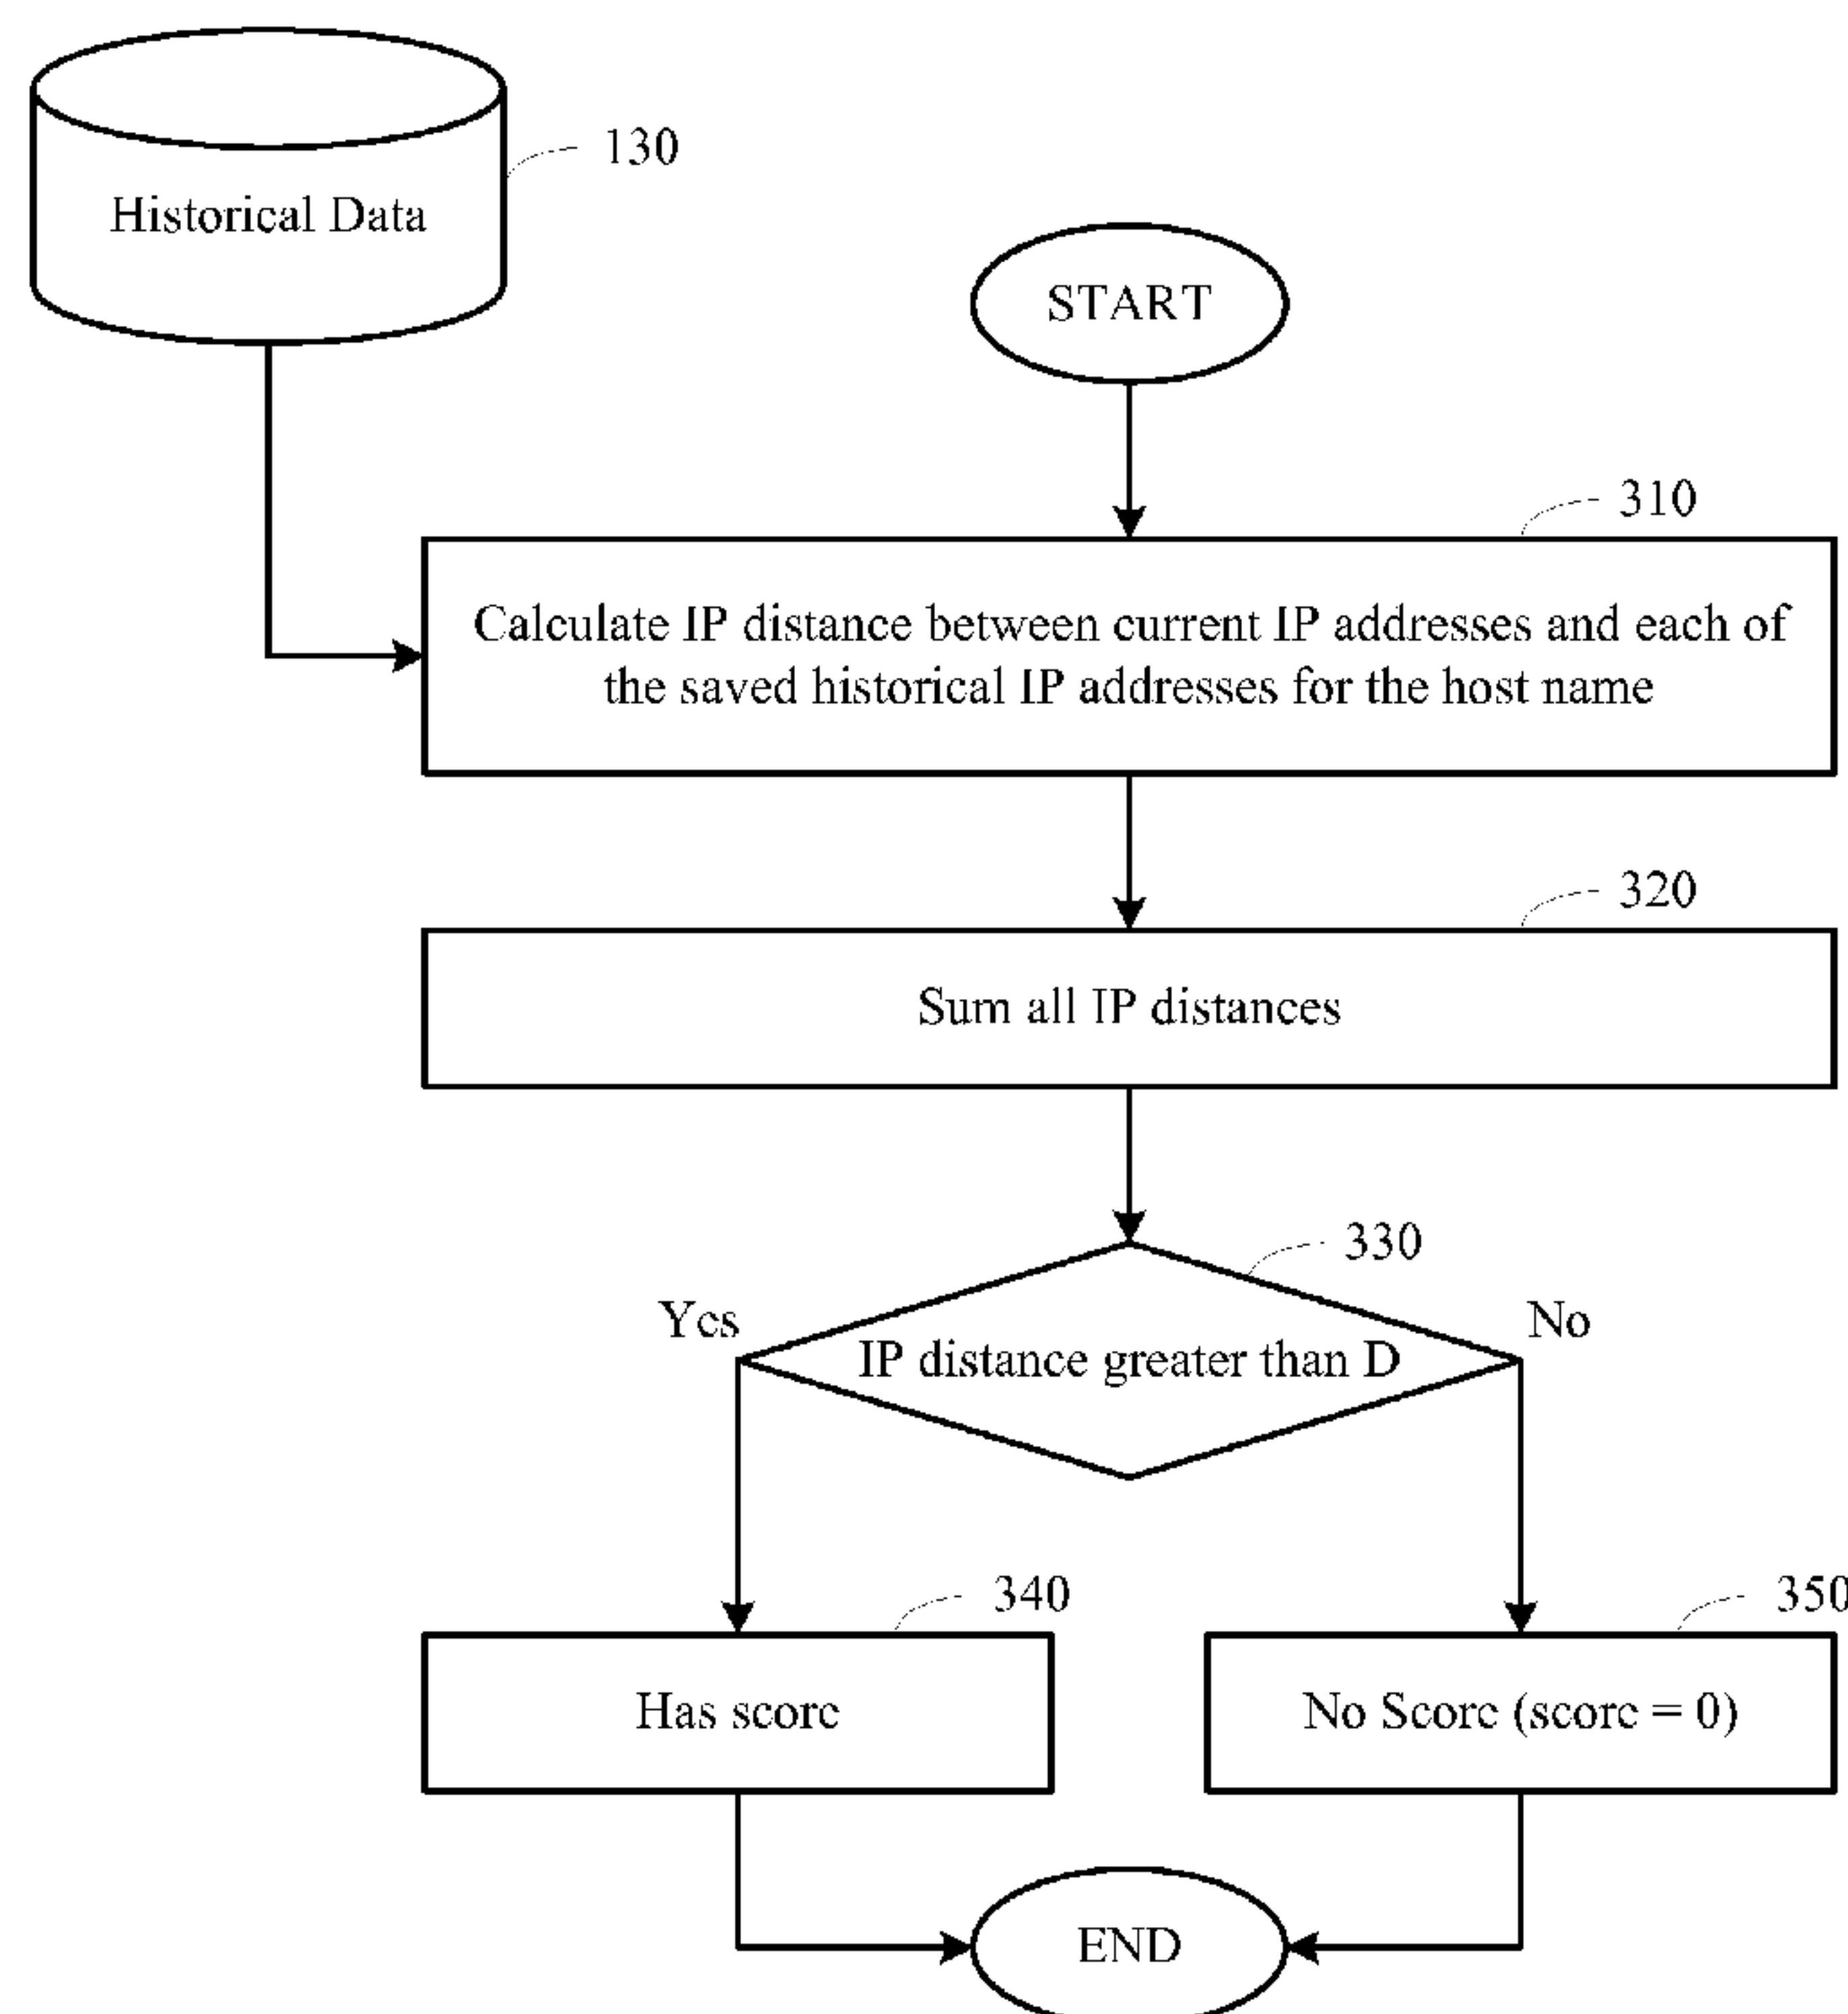 130
Historical Data
START
310
Calculate IP distance between current IP addresses and each of
the saved historical IP addresses for the host name
320
Sum all IP distances
330
Yes
No
IP distance greater than D
340
350
Has score
No Score (score = 0)
END